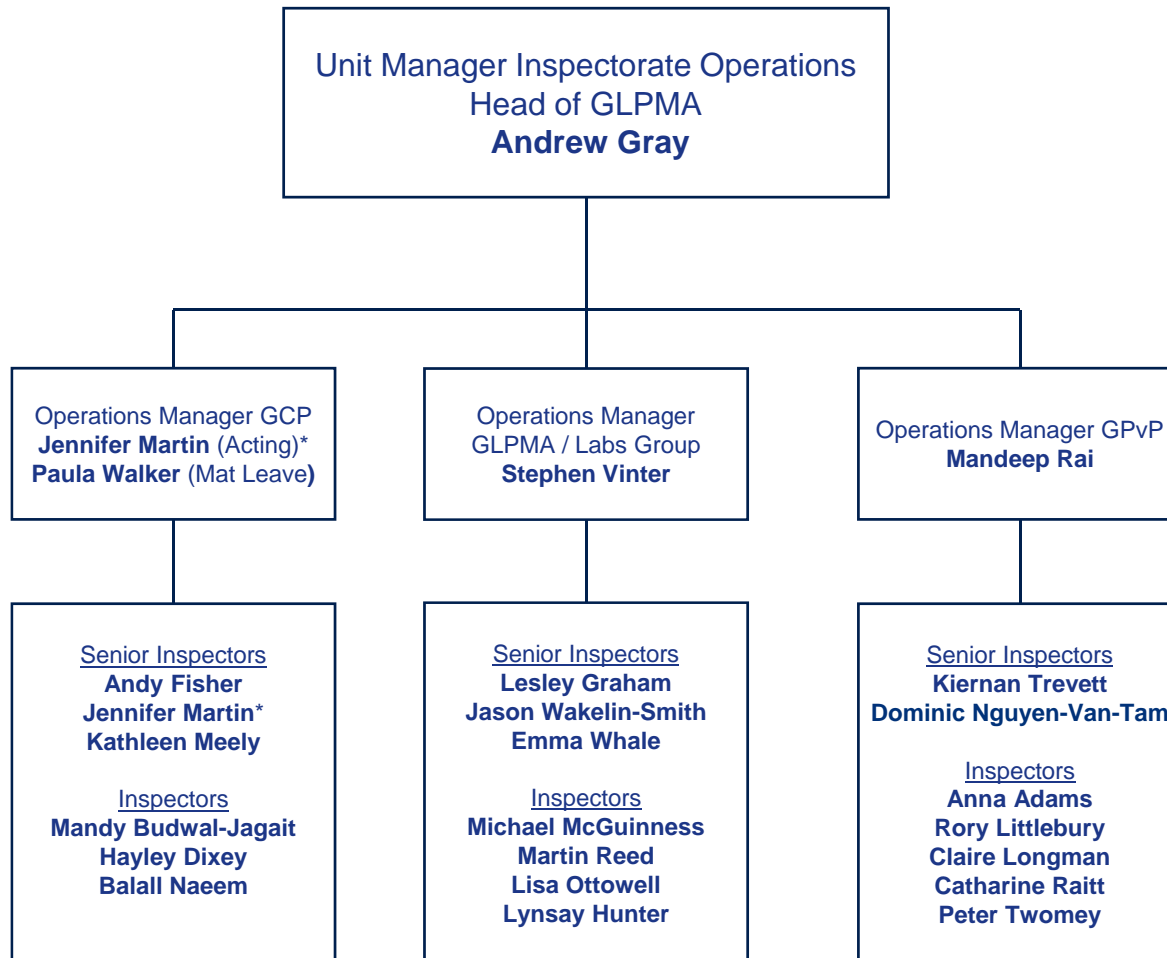 Unit Manager Inspectorate Operations
Head of GLPMA
Andrew Gray
Operations Manager GCP
Jennifer Martin (Acting)*
Paula Walker (Mat Leave)
Operations Manager
GLPMA / Labs Group
Stephen Vinter
Operations Manager GPvP
Mandeep Rai
Senior Inspectors
Andy Fisher
Jennifer Martin*
Kathleen Meely
Inspectors
Mandy Budwal-Jagait
Hayley Dixey
Balall Naeem
Senior Inspectors
Lesley Graham
Jason Wakelin-Smith
Emma Whale
Inspectors
Michael McGuinness
Martin Reed
Lisa Ottowell
Lynsay Hunter
Senior Inspectors
Kiernan Trevett
Dominic Nguyen-Van-Tam
Inspectors
Anna Adams
Rory Littlebury
Claire Longman
Catharine Raitt
Peter Twomey